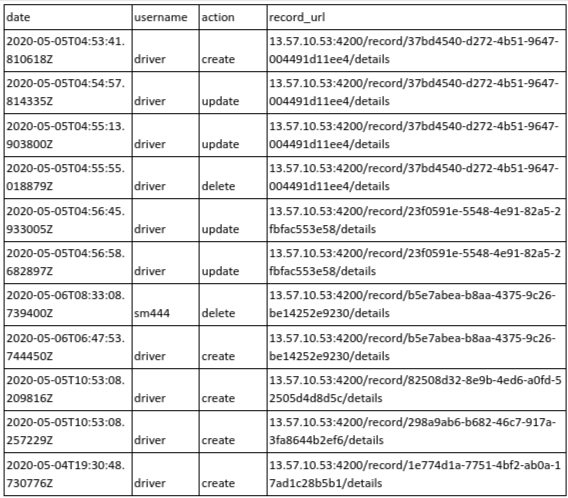 date username action record_url
2020-05-05T04:53:41. 13.57.10.53:4200/record/37bd4540-d272-4b51-9647-
810618Z driver create 004491d11ee4/details
2020-05-05T04:54:57. 13.57.10.53:4200/record/37bd4540-d272-4b51-9647-
814335Z driver update 004491d11ee4/details
2020-05-05T04:55:13. 13.57.10.53:4200/record/37bd4540-d272-4b51-9647-
903800Z driver update 004491d11ee4/details
2020-05-05T04:55:55. 13.57.10.53:4200/record/37bd4540-d272-4b51-9647-
018879Z driver delete 004491d11ee4/details
2020-05-05T04:56:45. 13.57.10.53:4200/record/23f0591e-5548-4e91-82a5-2
933005Z driver update fbfac553e58/details
2020-05-05T04:56:58. 13.57.10.53:4200/record/23f0591e-5548-4e91-82a5-2
682897Z driver update fbfac553e58/details
2020-05-06T08:33:08. 13.57.10.53:4200/record/b5e7abea-b8aa-4375-9c26-
739400Z sm444 delete be14252e9230/details
2020-05-06T06:47:53. 13.57.10.53:4200/record/b5e7abea-b8aa-4375-9c26-
744450Z driver create be14252e9230/details
2020-05-05T10:53:08. 13.57.10.53:4200/record/82508d32-8e9b-4ed6-a0fd-5
209816Z driver create 2505d4d8d5c/details
2020-05-05T10:53:08. 13.57.10.53:4200/record/298a9ab6-b682-46c7-917a-
257229Z driver create 3fa8644b2ef6/details
2020-05-04T19:30:48. 13.57.10.53:4200/record/1e774d1a-7751-4bf2-ab0a-1
730776Z driver create 7ad1c28b5b1/details